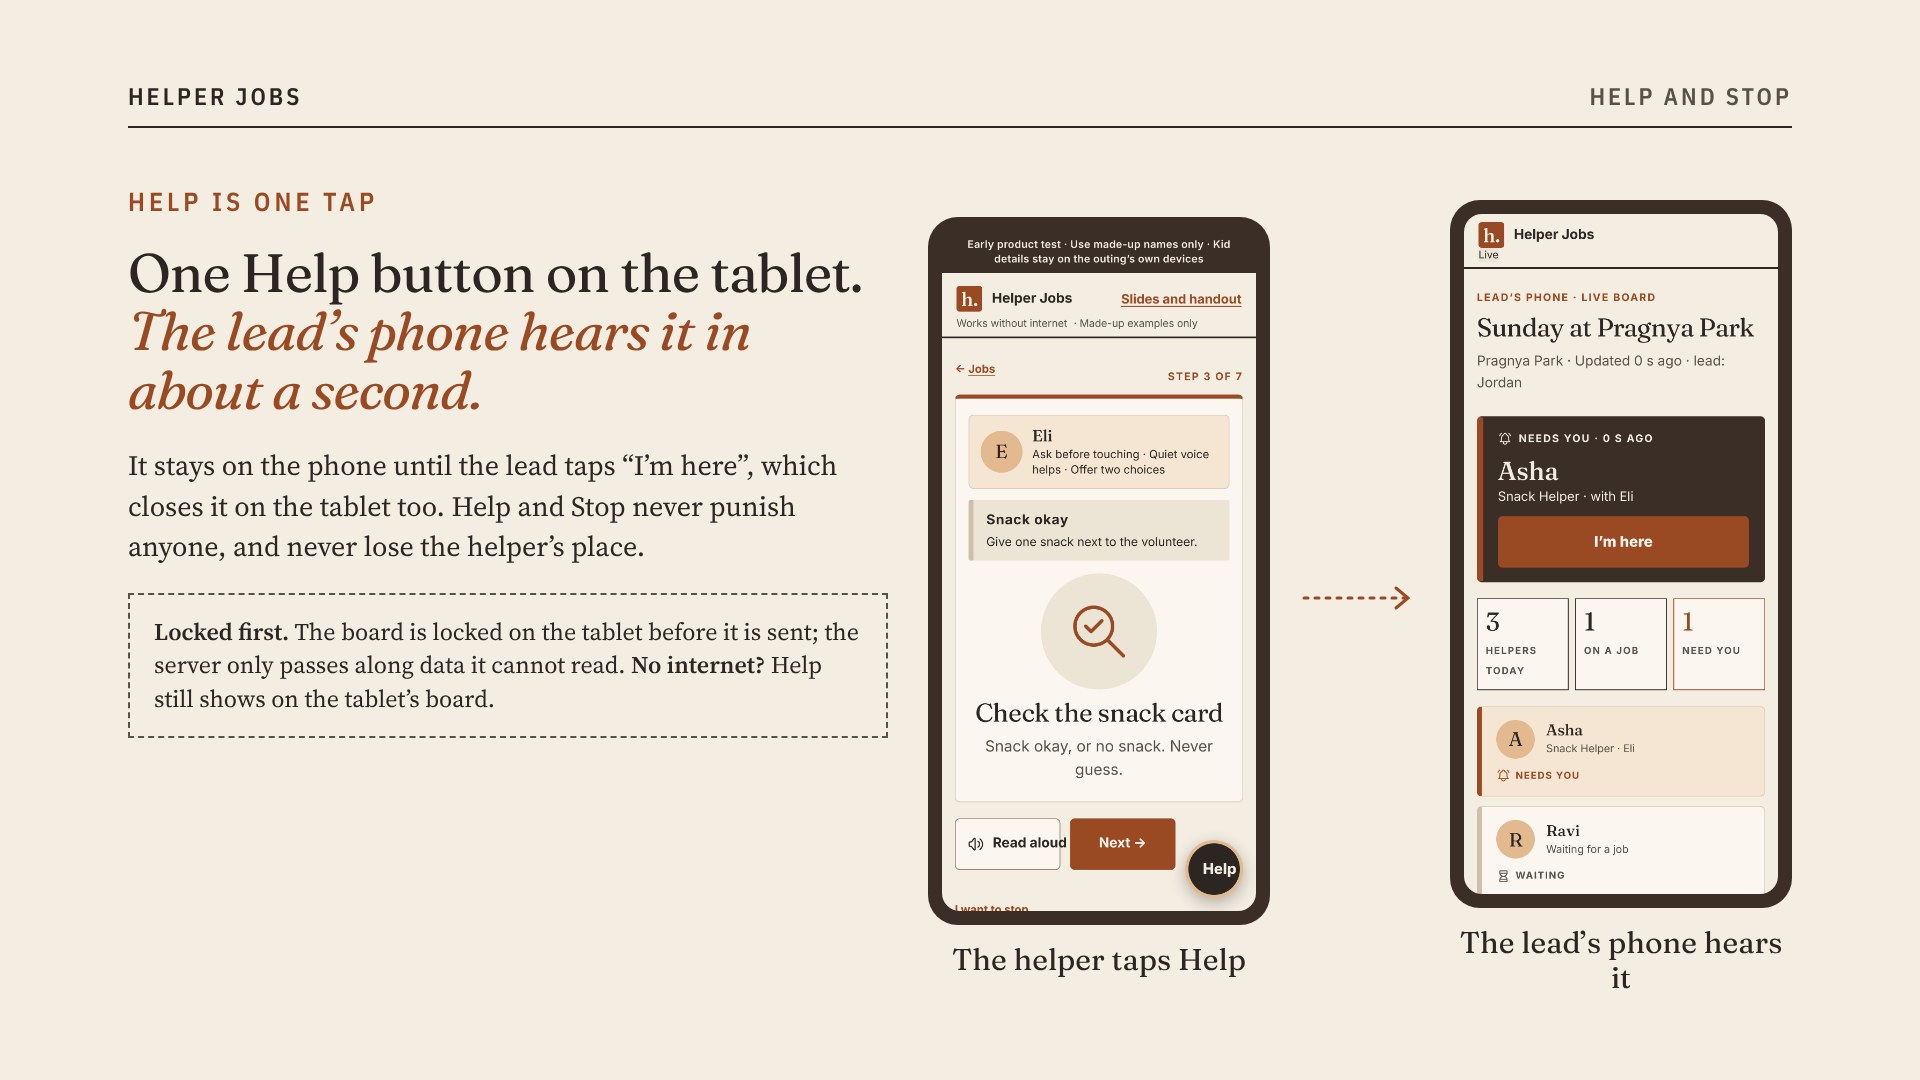 HELPER JOBS
HELP AND STOP
HELP IS ONE TAP
One Help button on the tablet.
The lead’s phone hears it in
about a second.
It stays on the phone until the lead taps “I’m here”, which
closes it on the tablet too. Help and Stop never punish
anyone, and never lose the helper’s place.
Locked first. The board is locked on the tablet before it is sent; the
server only passes along data it cannot read. No internet? Help
still shows on the tablet’s board.
Early product test · Use made-up names only · Kid
details stay on the outing’s own devices
h. Helper Jobs
Slides and handout
Works without internet · Made-up examples only
← Jobs
STEP 3 OF 7
E
Eli
Ask before touching · Quiet voice
helps · Offer two choices
Snack okay
Give one snack next to the volunteer.
Check the snack card
Snack okay, or no snack. Never
guess.
Read aloud
Next →
Help
I want to stop
The helper taps Help
h. Helper Jobs
Live
LEAD’S PHONE · LIVE BOARD
Sunday at Pragnya Park
Pragnya Park · Updated 0 s ago · lead:
Jordan
NEEDS YOU · 0 S AGO
Asha
Snack Helper · with Eli
I’m here
3
HELPERS
TODAY
1
ON A JOB
1
NEED YOU
A
Asha
Snack Helper · Eli
NEEDS YOU
R
Ravi
Waiting for a job
WAITING
The lead’s phone hears
it